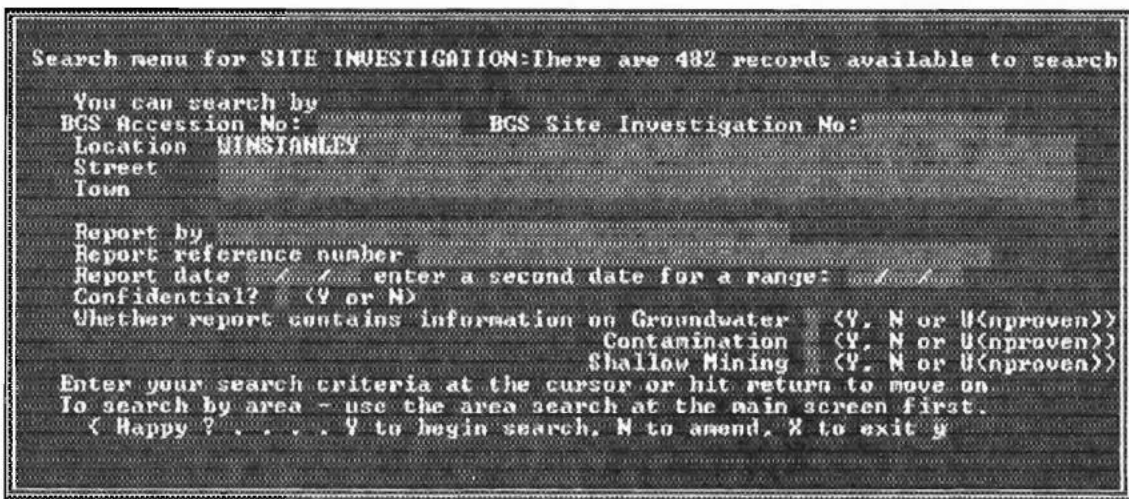 Search menu for SITE INVESTIGATION:There are 482 records available to search
You can search by
BGS Accession No: BGS Site Investigation No:
Location WINSTANLEY
Street
Town
Report by
Report reference number
Report date / / enter a second date for a range: / /
Confidential? (Y or N)
Whether report contains information on Groundwater (Y, N or U(nproven))
Contamination (Y, N or U(nproven))
Shallow Mining (Y, N or U(nproven))
Enter your search criteria at the cursor or hit return to move on
To search by area - use the area search at the main screen first.
< Happy ? . . . . Y to begin search, N to amend, X to exit y